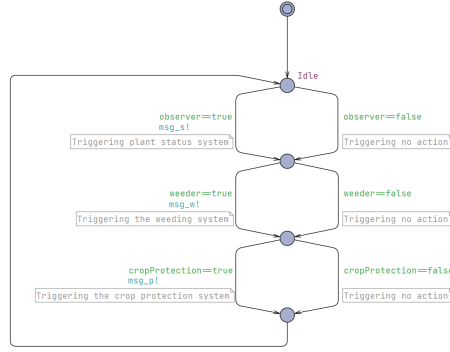 Idle
observer==true
msg_s!
observer==false
Triggering plant status system
Triggering no action
weeder==true
msg_w!
weeder==false
Triggering the weeding system
Triggering no action
cropProtection==true
msg_p!
cropProtection==false
Triggering the crop protection system
Triggering no action